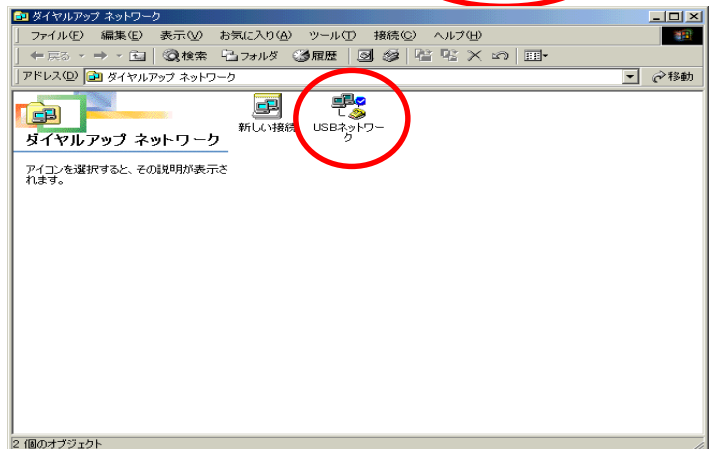 ダイヤルアップ ネットワーク
ファイル(F) 編集(E) 表示(V) お気に入り(A) ツール(T) 接続(C) ヘルプ(H)
戻る 検索 フォルダ 履歴
アドレス(D) ダイヤルアップ ネットワーク 移動
ダイヤルアップ ネットワーク
アイコンを選択すると、その説明が表示さ
れます。
新しい接続
USBネットワー
ク
2 個のオブジェクト